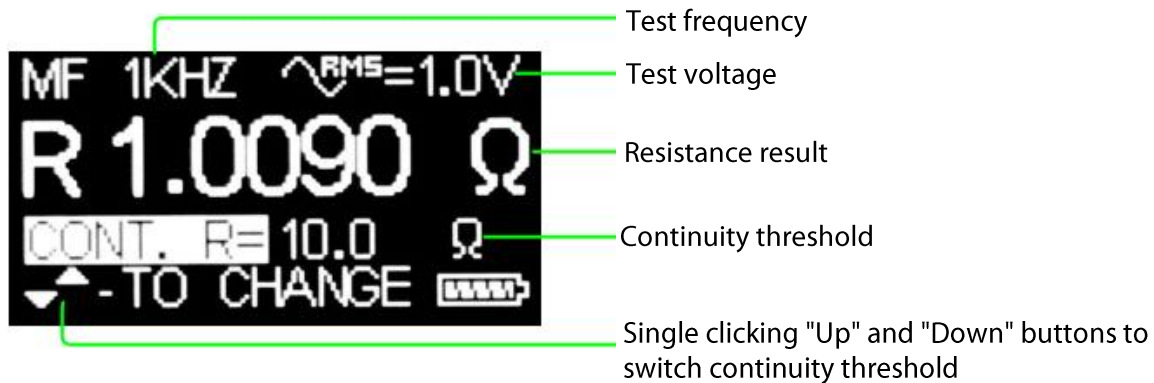 Test frequency
MF 1KHZ RMS=1.0V
Test voltage
R 1.0090 Ω
Resistance result
CONT. R= 10.0 Ω
Continuity threshold
-TO CHANGE
Single clicking "Up" and "Down" buttons to
switch continuity threshold